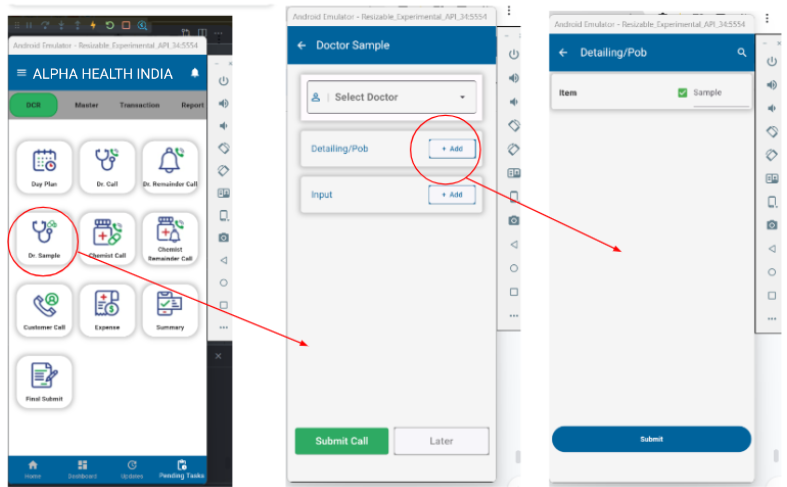 Android Emulator - Resizable_Experimental_API_34:5554
ALPHA HEALTH INDIA
DCR
Master
Transaction
Report
Day Plan
Dr. Call
Dr. Remainder Call
Dr. Sample
Chemist Call
Chemist
Remainder Call
Customer Call
Expense
Summary
Final Submit
Home
Dashboard
Updates
Pending Tasks
Android Emulator - Resizable_Experimental_API_34:5554
Doctor Sample
Select Doctor
Detailing/Pob
+ Add
Input
+ Add
Submit Call
Later
Android Emulator - Resizable_Experimental_API_34:5554
Detailing/Pob
Item
Sample
Submit